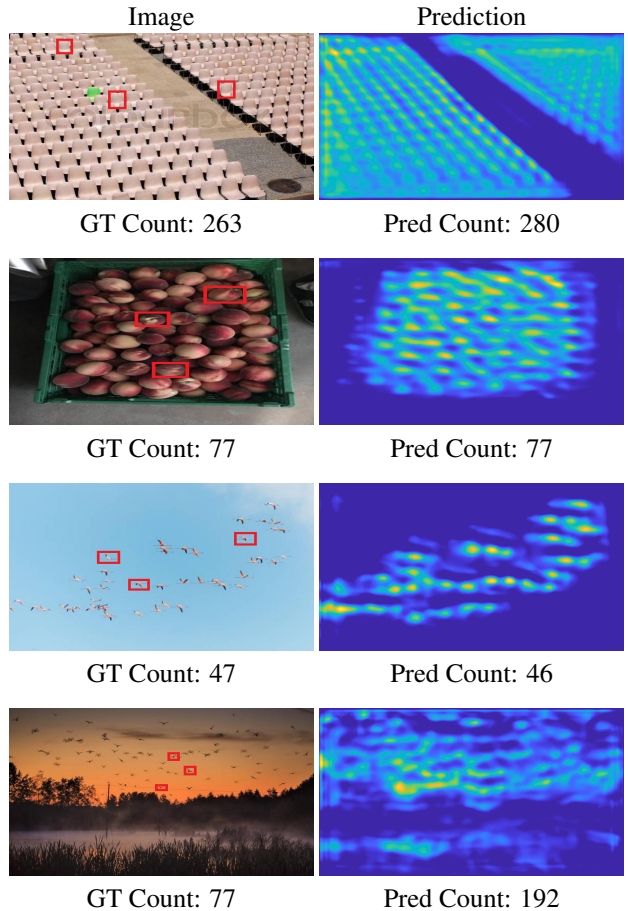 Image Prediction
GT Count: 263 Pred Count: 280
GT Count: 77 Pred Count: 77
GT Count: 47 Pred Count: 46
GT Count: 77 Pred Count: 192